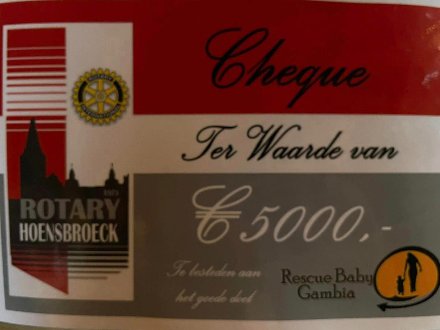 Cheque
Ter Waarde van
€ 5000,-
ROTARY
HOENSBROECK
Te besteden aan
het goede doel
Rescue Baby
Gambia